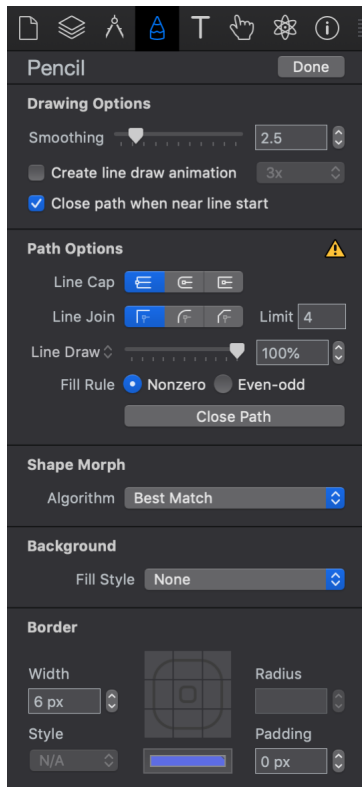 T
Pencil Done
Drawing Options
Smoothing 2.5
Create line draw animation 3x
Close path when near line start
Path Options
Line Cap
Line Join Limit 4
Line Draw 100%
Fill Rule Nonzero Even-odd
Close Path
Shape Morph
Algorithm Best Match
Background
Fill Style None
Border
Width Radius
6 px
Style Padding
N/A 0 px